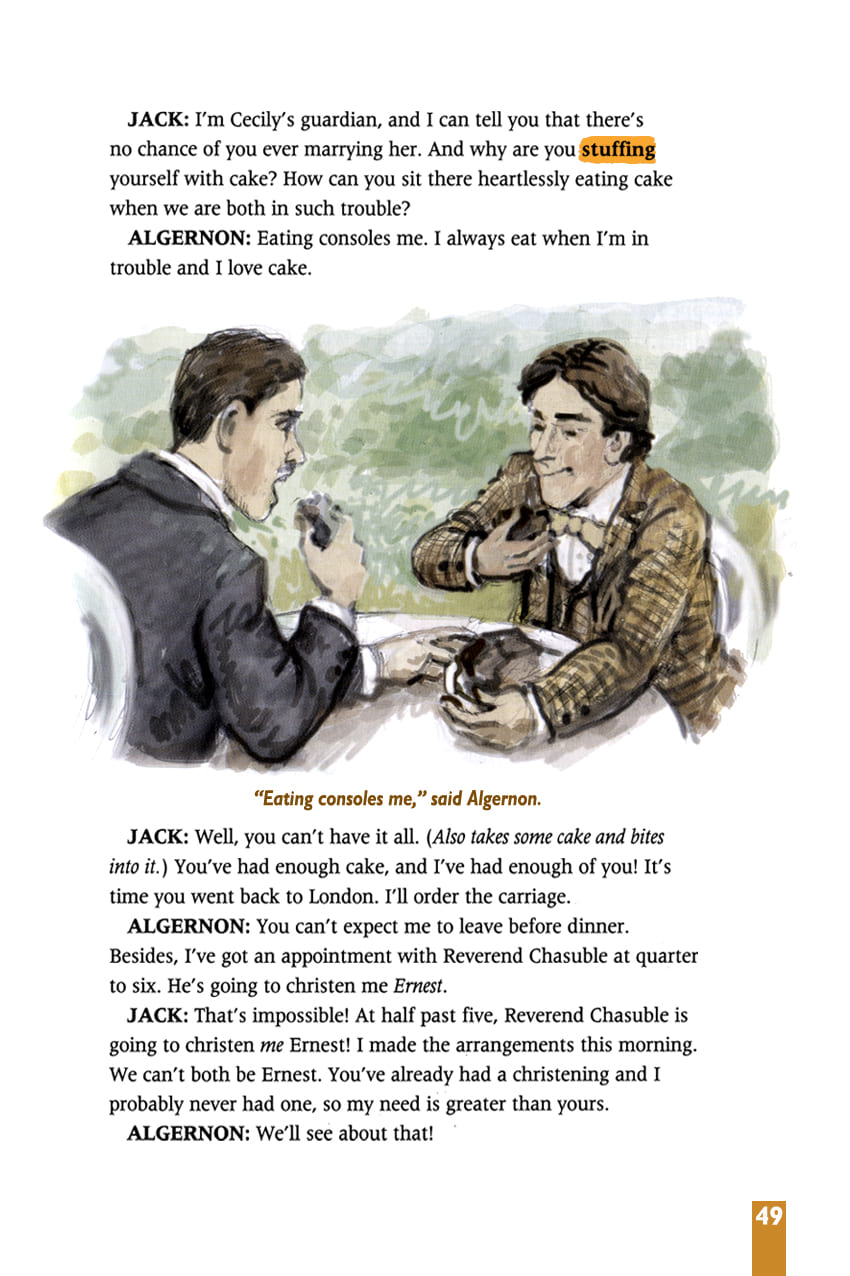 JACK: I'm Cecily's guardian, and I can tell you that there's
no chance of you ever marrying her. And why are you stuffing
yourself with cake? How can you sit there heartlessly eating cake
when we are both in such trouble?
ALGERNON: Eating consoles me. I always eat when I'm in
trouble and I love cake.
“Eating consoles me,” said Algernon.
JACK: Well, you can't have it all. (Also takes some cake and bites
into it.) You've had enough cake, and I've had enough of you! It's
time you went back to London. I'll order the carriage.
ALGERNON: You can't expect me to leave before dinner.
Besides, I've got an appointment with Reverend Chasuble at quarter
to six. He's going to christen me Ernest.
JACK: That's impossible! At half past five, Reverend Chasuble is
going to christen me Ernest! I made the arrangements this morning.
We can't both be Ernest. You've already had a christening and I
probably never had one, so my need is greater than yours.
ALGERNON: We'll see about that!
49